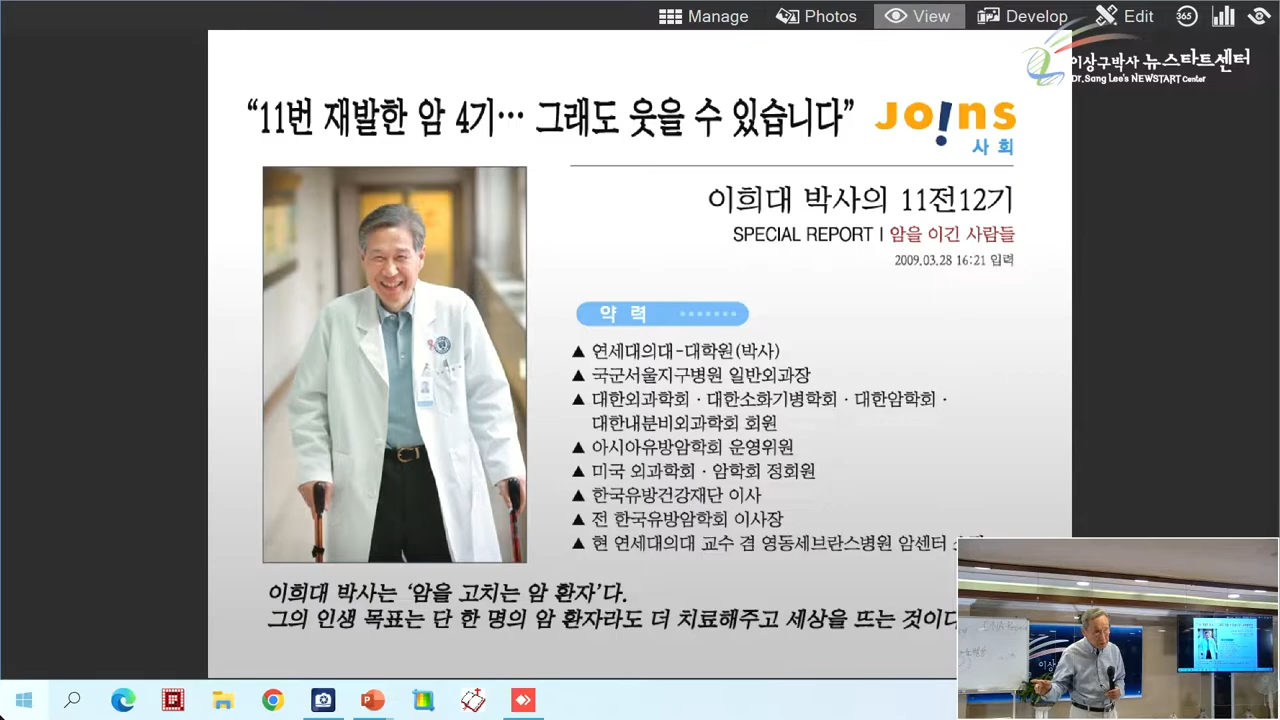 Manage Photos View Develop Edit 365
이상구박사 뉴스타트센터
Dr. Sang Lee's NEWSTART Center
“11번 재발한 암 4기… 그래도 웃을 수 있습니다”
JO!NS
사회
이희대 박사의 11전12기
SPECIAL REPORT | 암을 이긴 사람들
2009.03.28 16:21 입력
약 력
▲ 연세대의대-대학원(박사)
▲ 국군서울지구병원 일반외과장
▲ 대한외과학회 · 대한소화기병학회 · 대한암학회 ·
대한내분비외과학회 회원
▲ 아시아유방암학회 운영위원
▲ 미국 외과학회 · 암학회 정회원
▲ 한국유방건강재단 이사
▲ 전 한국유방암학회 이사장
▲ 현 연세대의대 교수 겸 영동세브란스병원 암센터
이희대 박사는 ‘암을 고치는 암 환자’다.
그의 인생 목표는 단 한 명의 암 환자라도 더 치료해주고 세상을 뜨는 것이다